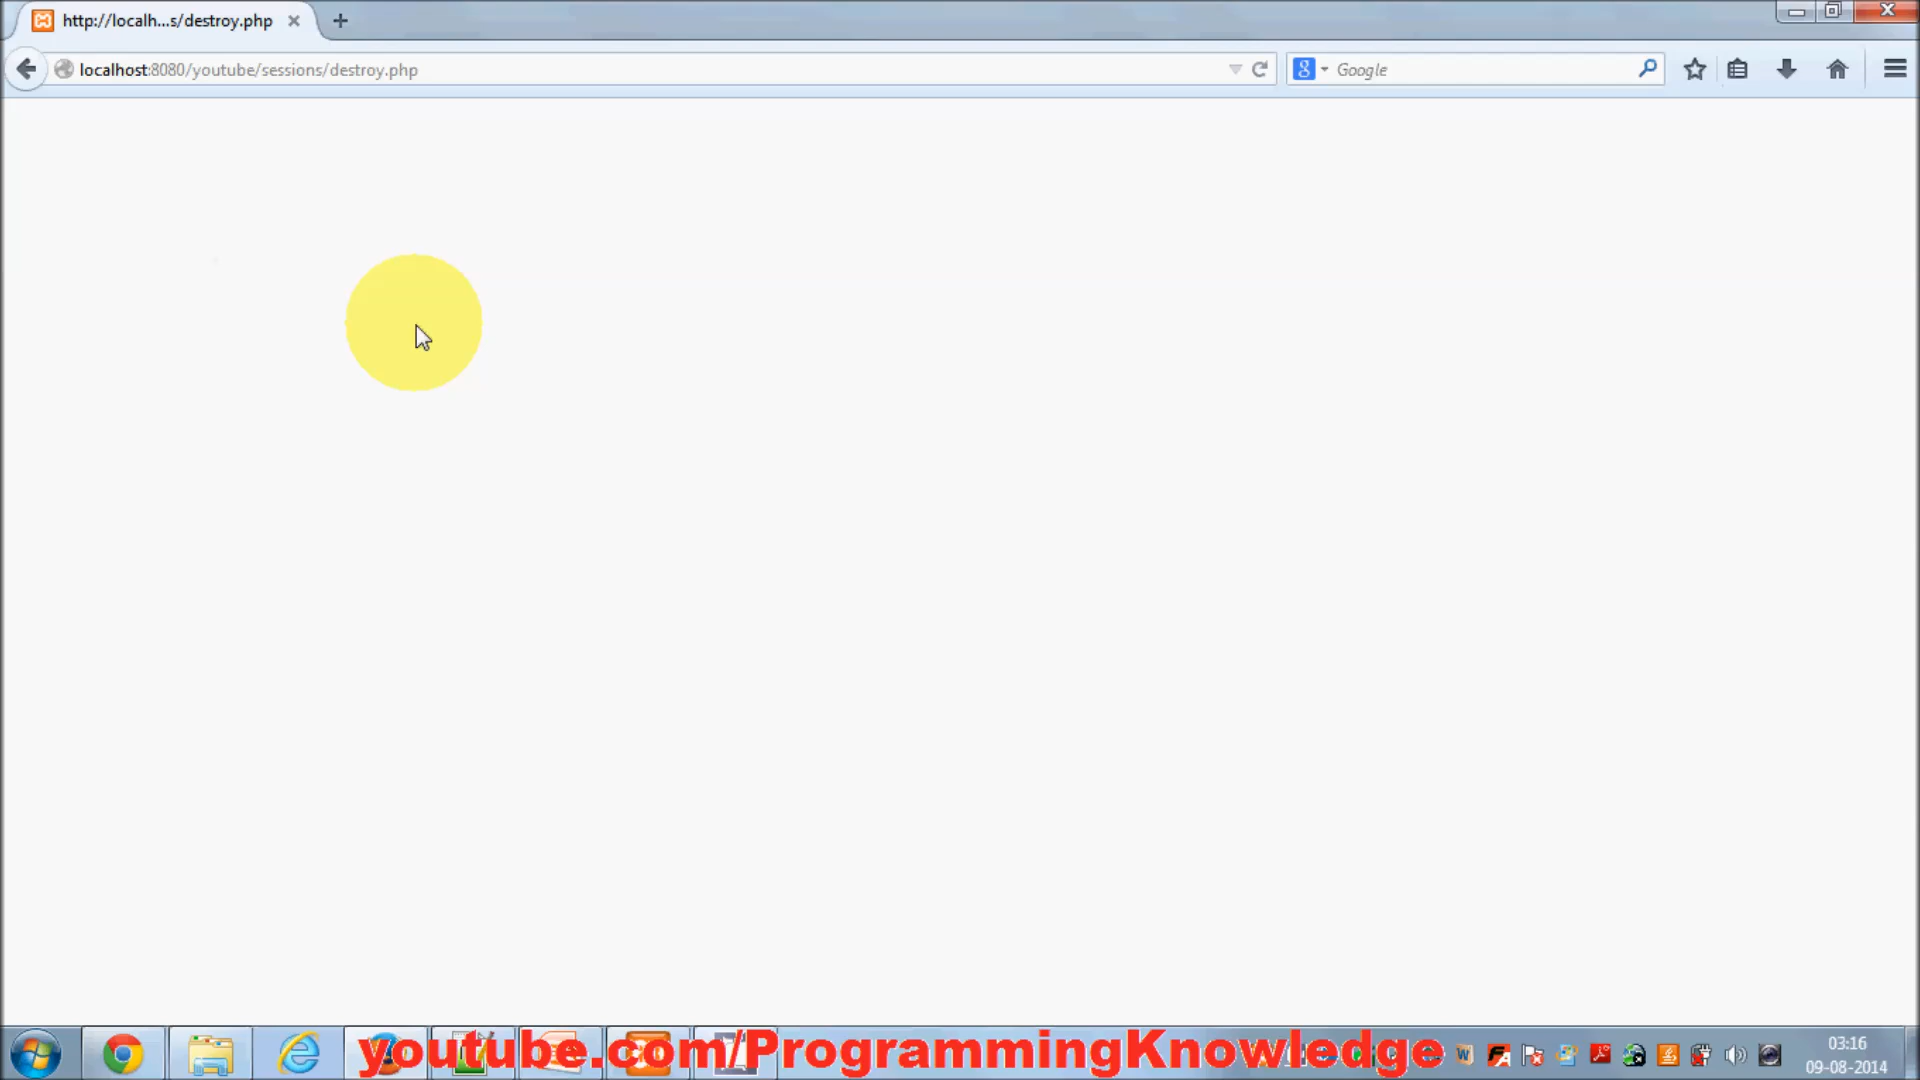 http://localh...s/destroy.php
localhost:8080/youtube/sessions/destroy.php
Google
youtube.com/ProgrammingKnowledge
03:16
09-08-2014